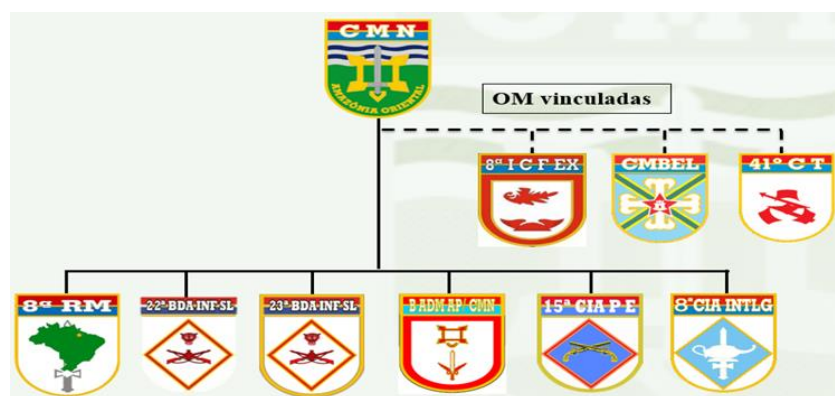 CMN
AMAZÔNIA ORIENTAL
OM vinculadas
8ª I C F EX
CMBEL
41º C T
8ª RM
22ª BDA INF SL
23ª BDA INF SL
B ADM AP/ CMN
15ª CIA P E
8ª CIA INTLG